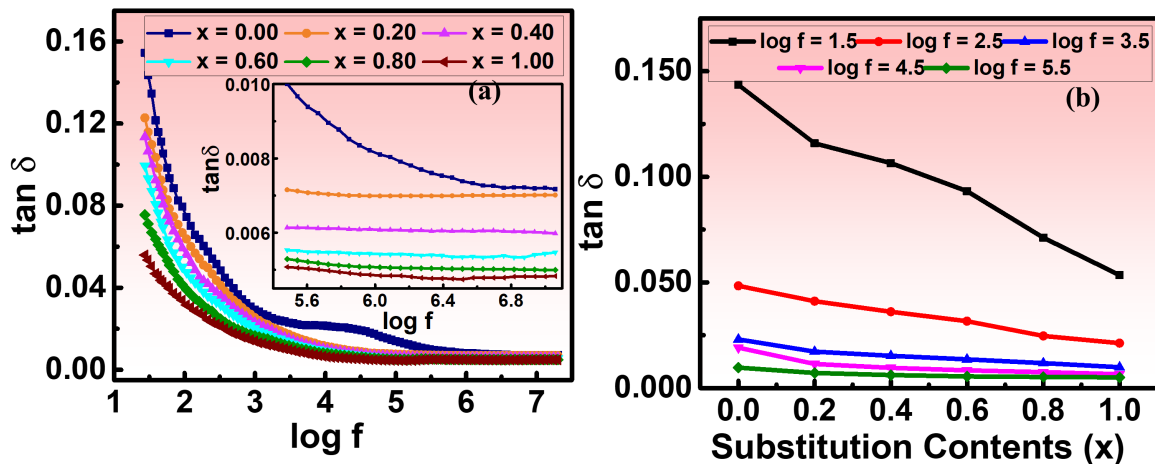 x = 0.00 x = 0.20 x = 0.40
x = 0.60 x = 0.80 x = 1.00
(a)
0.16
0.12
0.08
0.04
0.00
tan δ
1 2 3 4 5 6 7
log f
0.010
0.008
0.006
tanδ
5.6 6.0 6.4 6.8
log f
log f = 1.5 log f = 2.5 log f = 3.5
log f = 4.5 log f = 5.5
(b)
0.150
0.100
0.050
0.000
tan δ
0.0 0.2 0.4 0.6 0.8 1.0
Substitution Contents (x)